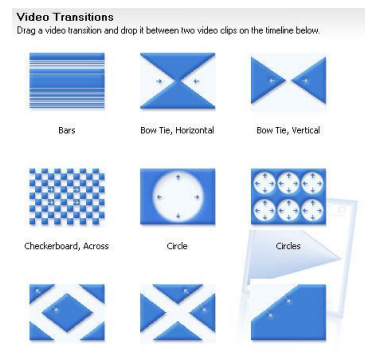 Video Transitions
Drag a video transition and drop it between two video clips on the timeline below.
Bars
Bow Tie, Horizontal
Bow Tie, Vertical
Checkerboard, Across
Circle
Circles